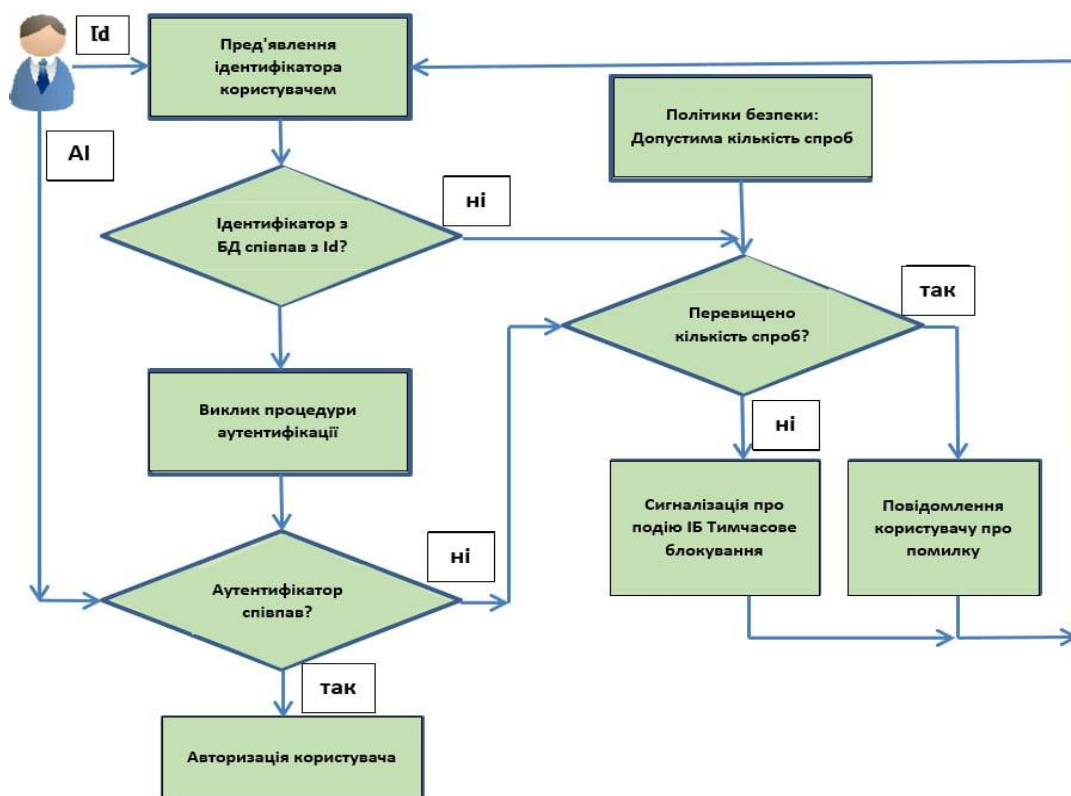 Id
Пред'явлення
ідентифікатора
користувачем
Політики безпеки:
Допустима кількість спроб
АІ
ні
Ідентифікатор з
БД співпав з Id?
так
Перевищено
кількість спроб?
Виклик процедури
аутентифікації
ні
Сигналізація про
подію ІБ Тимчасове
блокування
Повідомлення
користувачу про
помилку
ні
Аутентифікатор
співпав?
так
Авторизація користувача